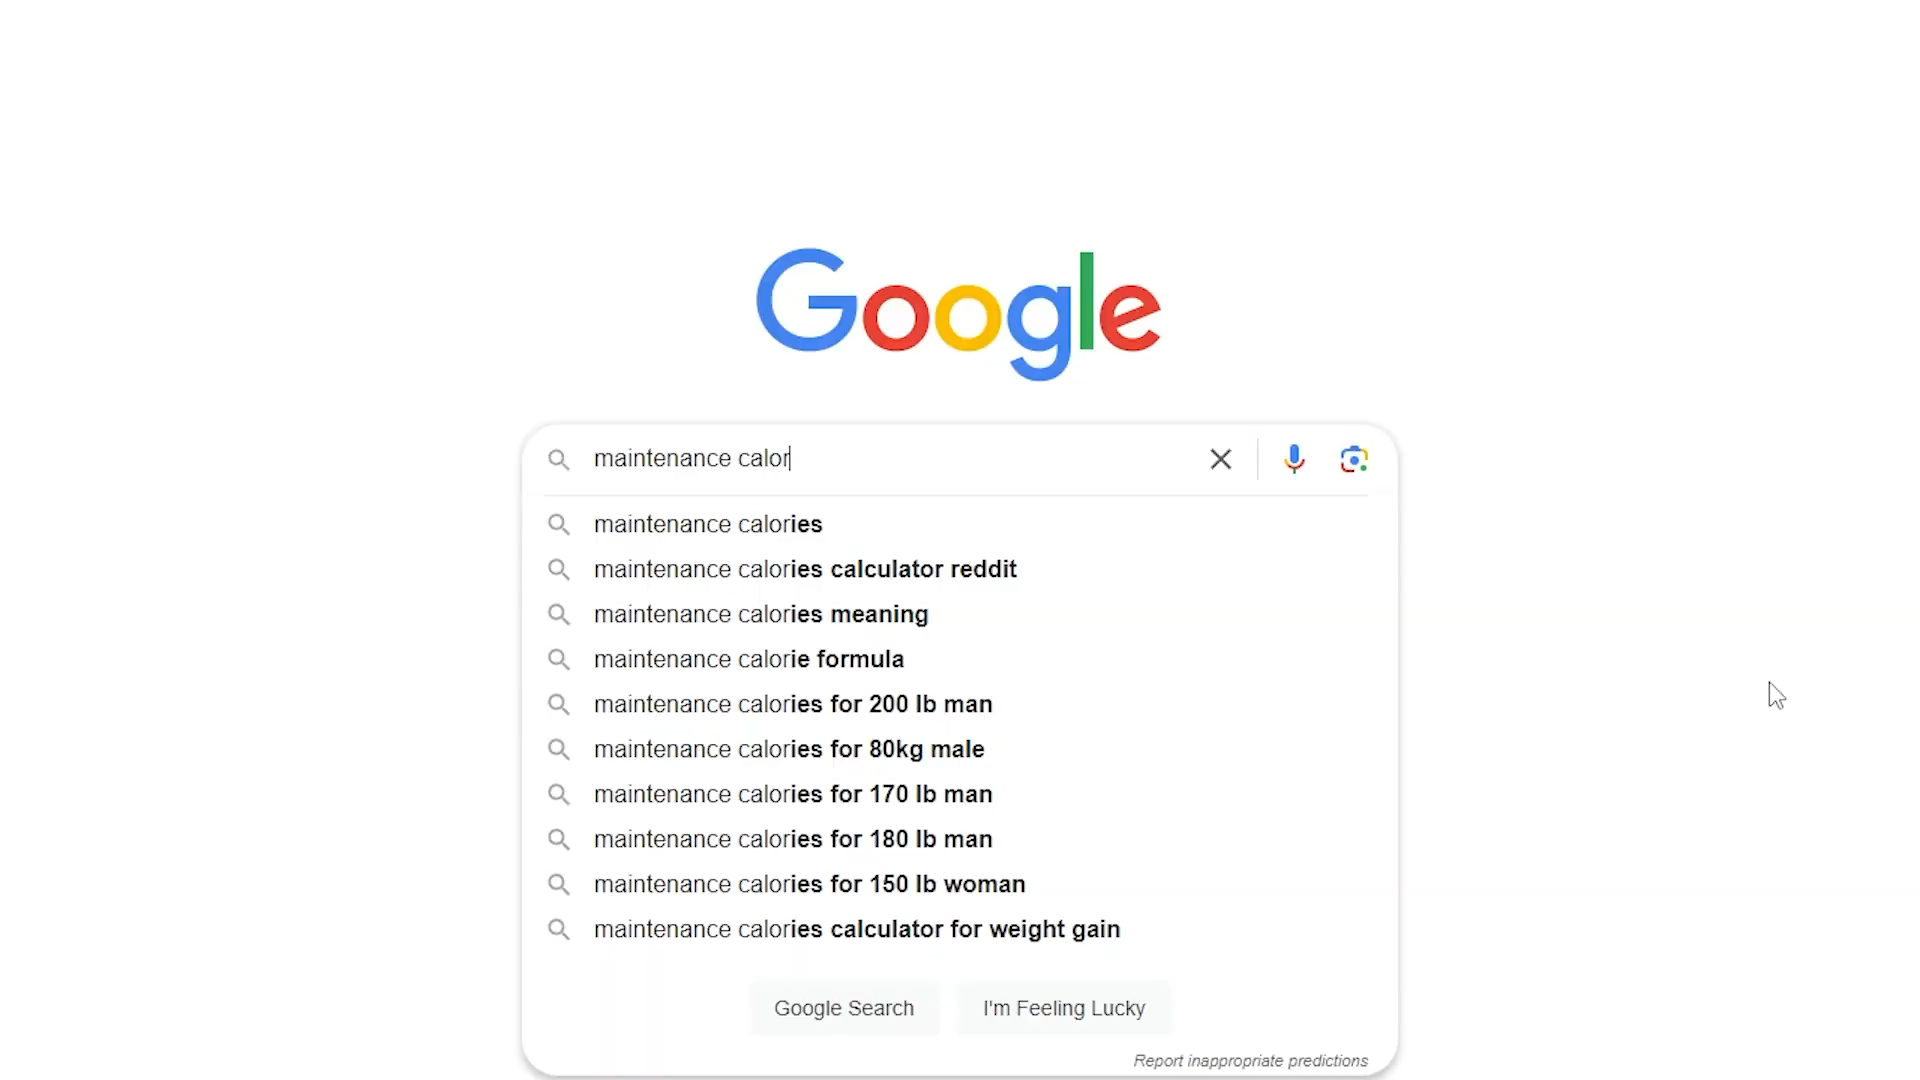 Google
maintenance calor
maintenance calories
maintenance calories calculator reddit
maintenance calories meaning
maintenance calorie formula
maintenance calories for 200 lb man
maintenance calories for 80kg male
maintenance calories for 170 lb man
maintenance calories for 180 lb man
maintenance calories for 150 lb woman
maintenance calories calculator for weight gain
Google Search I'm Feeling Lucky
Report inappropriate predictions